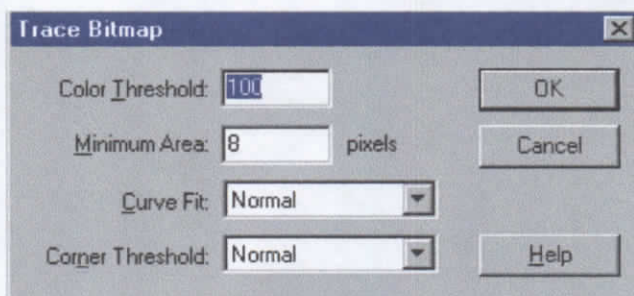 Trace Bitmap
Color Threshold: 100 OK
Minimum Area: 8 pixels Cancel
Curve Fit: Normal
Corner Threshold: Normal Help